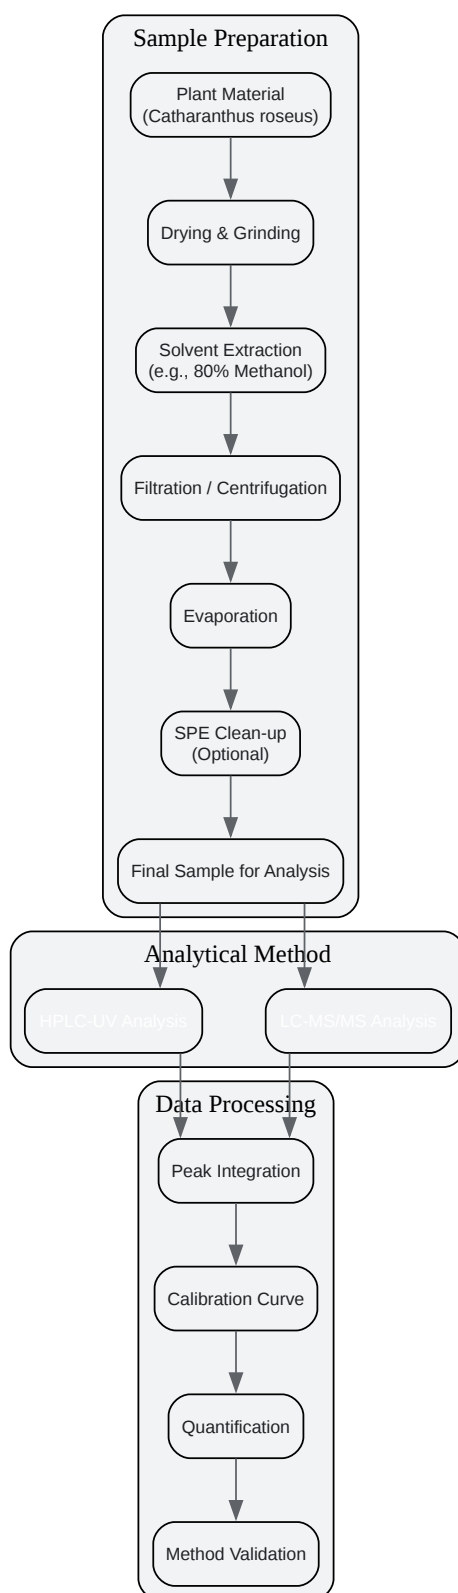 Sample Preparation
Plant Material
(Catharanthus roseus)
Drying & Grinding
Solvent Extraction
(e.g., 80% Methanol)
Filtration / Centrifugation
Evaporation
SPE Clean-up
(Optional)
Final Sample for Analysis
Analytical Method
HPLC-UV Analysis
LC-MS/MS Analysis
Data Processing
Peak Integration
Calibration Curve
Quantification
Method Validation